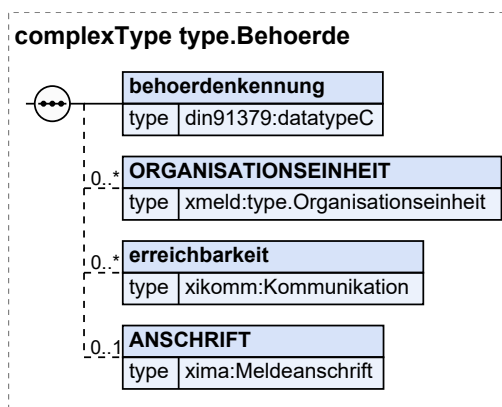 complexType type.Behoerde
behoerdenkennung
type din91379:datatypeC
0..* ORGANISATIONSEINHEIT
type xmeld:type.Organisationseinheit
0..* erreichbarkeit
type xikomm:Kommunikation
0..1 ANSCHRIFT
type xima:Meldeanschrift